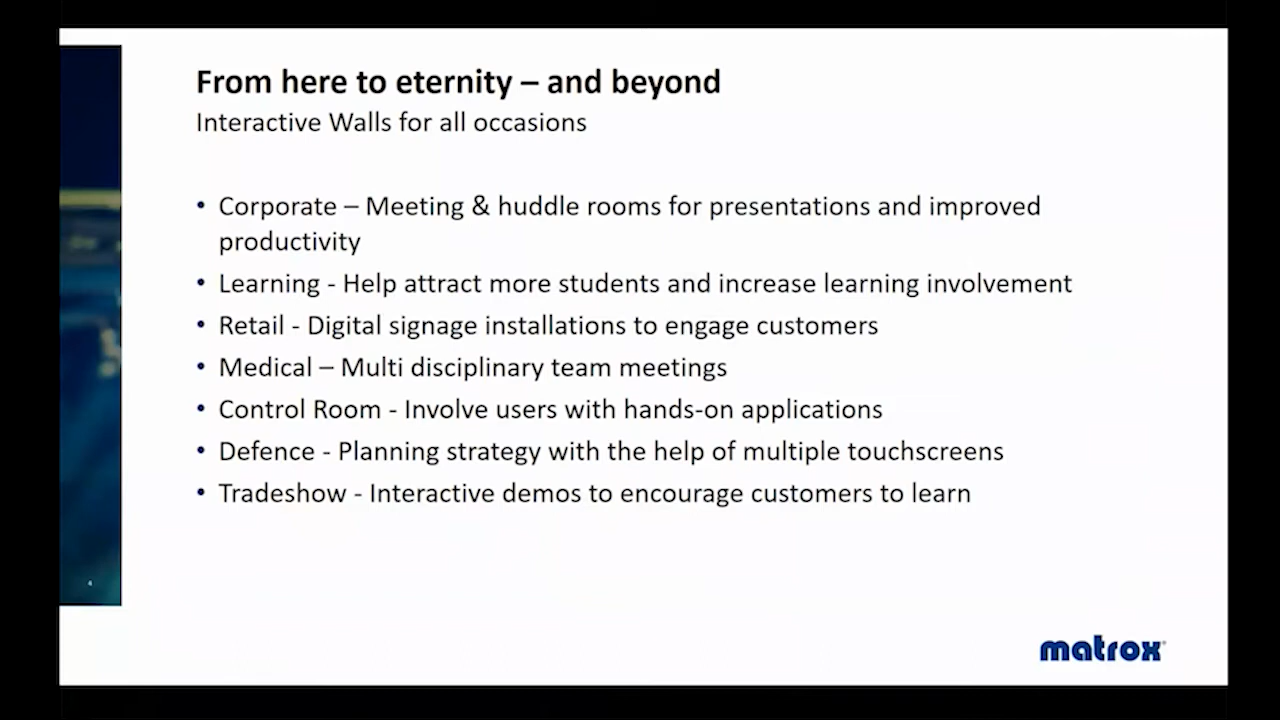 From here to eternity – and beyond
Interactive Walls for all occasions
• Corporate – Meeting & huddle rooms for presentations and improved
productivity
• Learning - Help attract more students and increase learning involvement
• Retail - Digital signage installations to engage customers
• Medical – Multi disciplinary team meetings
• Control Room - Involve users with hands-on applications
• Defence - Planning strategy with the help of multiple touchscreens
• Tradeshow - Interactive demos to encourage customers to learn
4
matrox